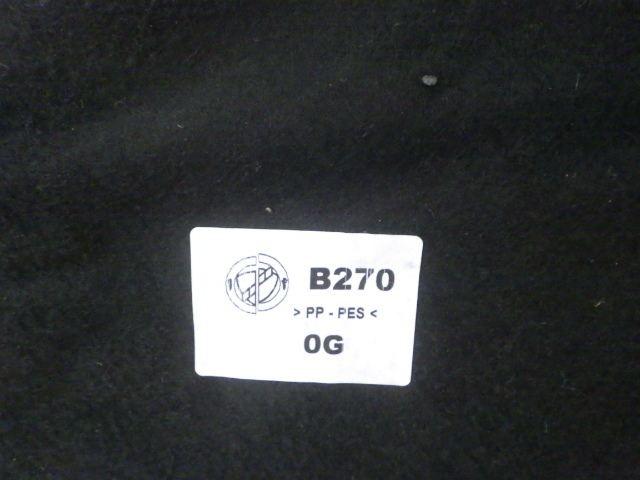 B270
> PP - PES <
0G